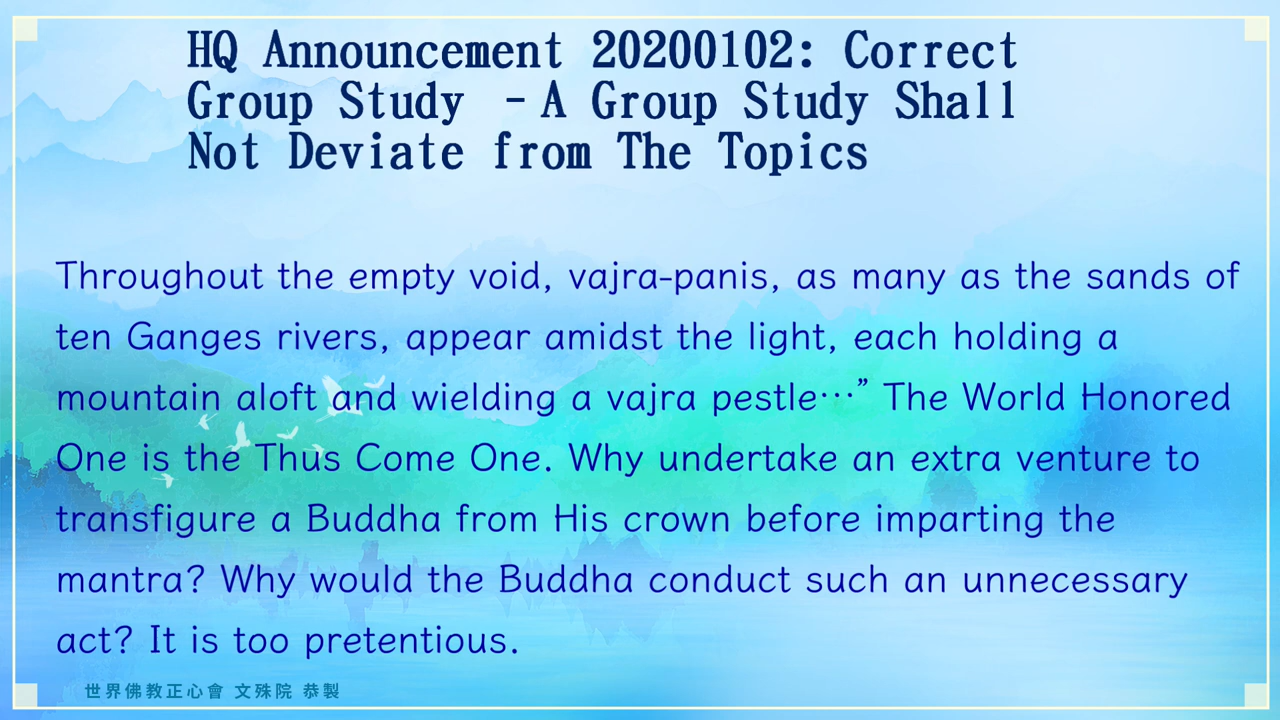 HQ Announcement 20200102: Correct
Group Study －A Group Study Shall
Not Deviate from The Topics
Throughout the empty void, vajra-panis, as many as the sands of
ten Ganges rivers, appear amidst the light, each holding a
mountain aloft and wielding a vajra pestle…” The World Honored
One is the Thus Come One. Why undertake an extra venture to
transfigure a Buddha from His crown before imparting the
mantra? Why would the Buddha conduct such an unnecessary
act? It is too pretentious.
世界佛教正心會 文殊院 恭製